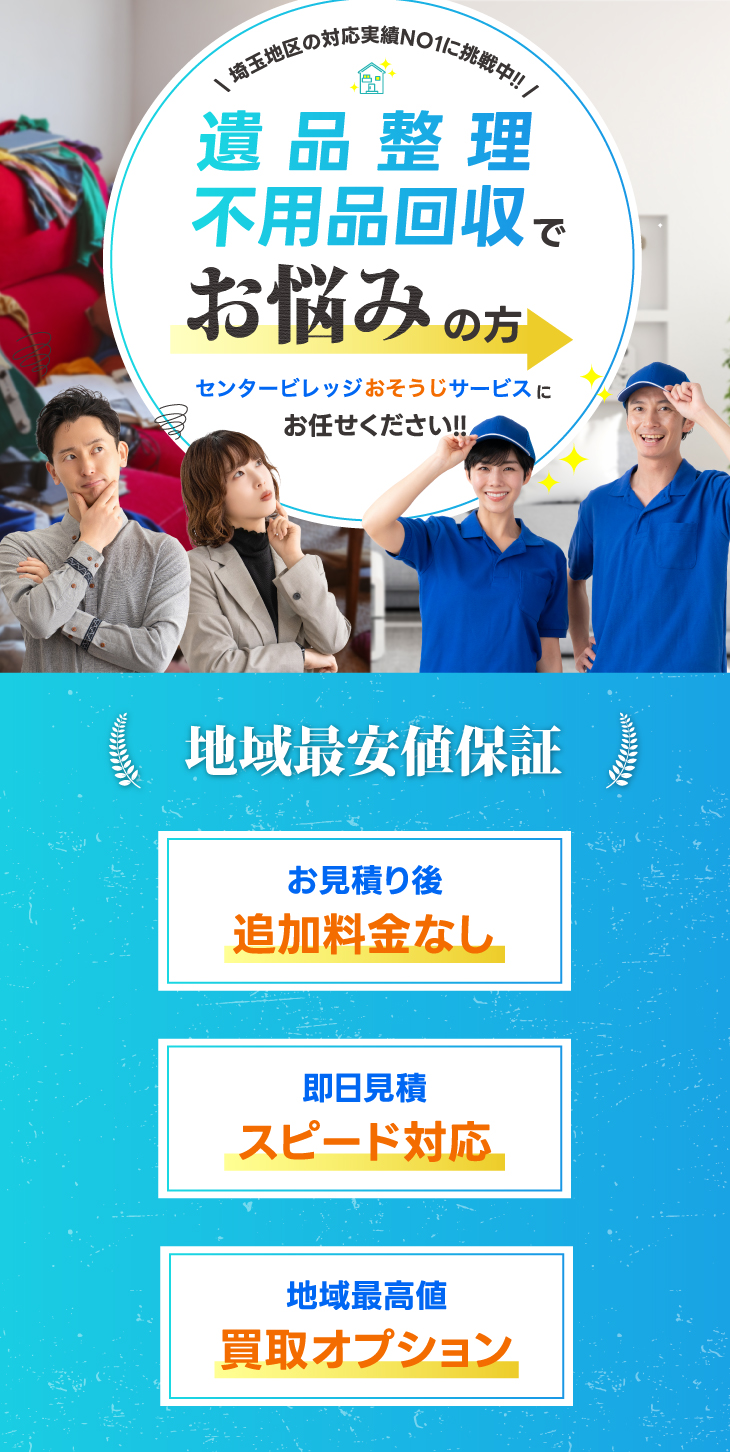 \ 埼玉地区の対応実績NO1に挑戦中!! /
遺品整理
不用品回収で
お悩みの方
センタービレッジおそうじサービスに
お任せください!!
地域最安値保証
お見積り後
追加料金なし
即日見積
スピード対応
地域最高値
買取オプション